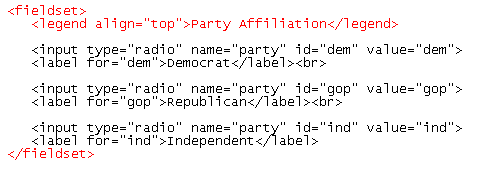 <fieldset>
<legend align="top">Party Affiliation</legend>
<input type="radio" name="party" id="dem" value="dem">
<label for="dem">Democrat</label><br>
<input type="radio" name="party" id="gop" value="gop">
<label for="gop">Republican</label><br>
<input type="radio" name="party" id="ind" value="ind">
<label for="ind">Independent</label>
</fieldset>